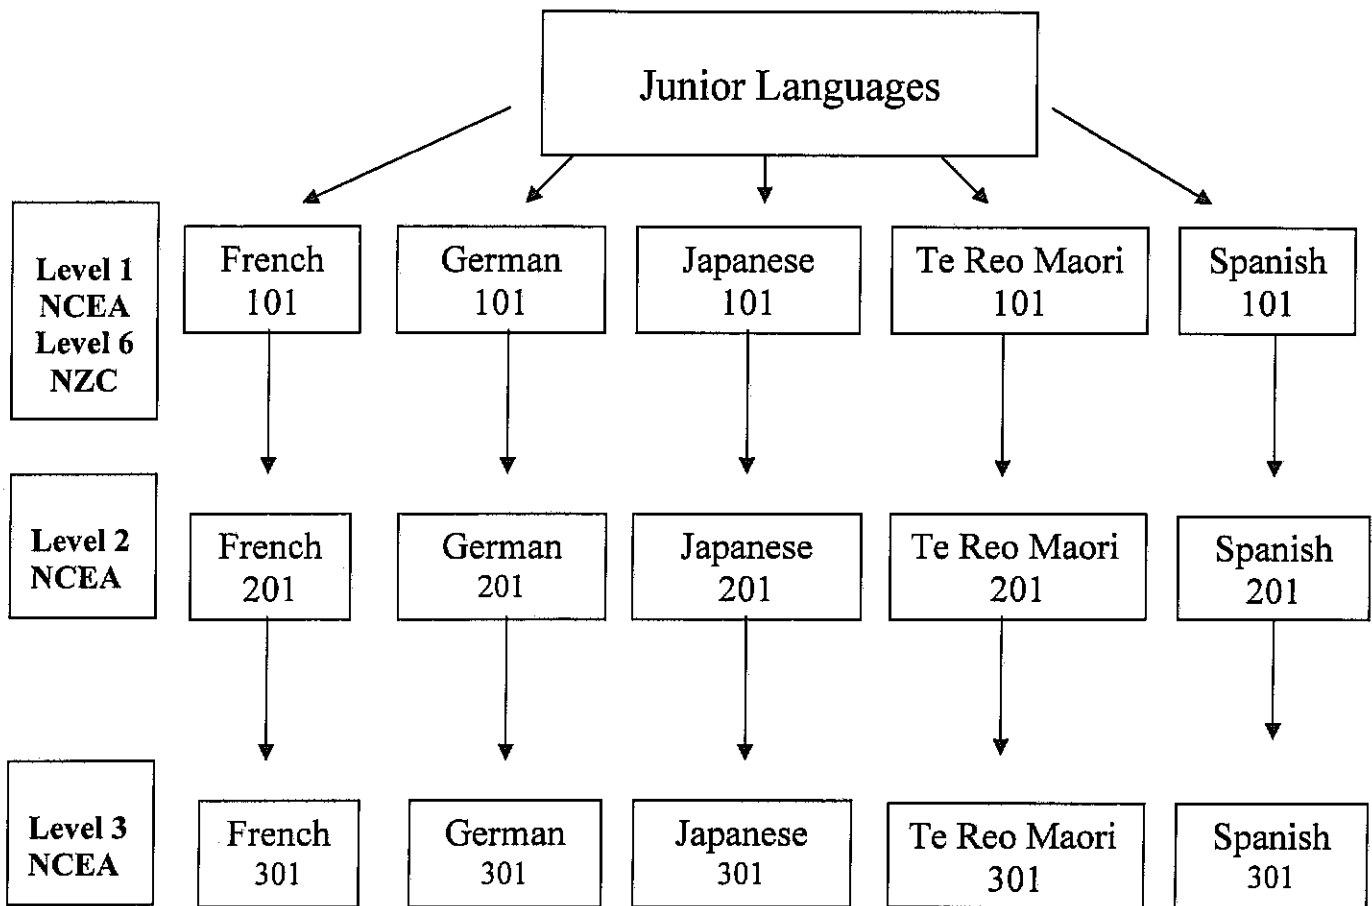 Junior Languages
Level 1
NCEA
Level 6
NZC
French
101
German
101
Japanese
101
Te Reo Maori
101
Spanish
101
Level 2
NCEA
French
201
German
201
Japanese
201
Te Reo Maori
201
Spanish
201
Level 3
NCEA
French
301
German
301
Japanese
301
Te Reo Maori
301
Spanish
301